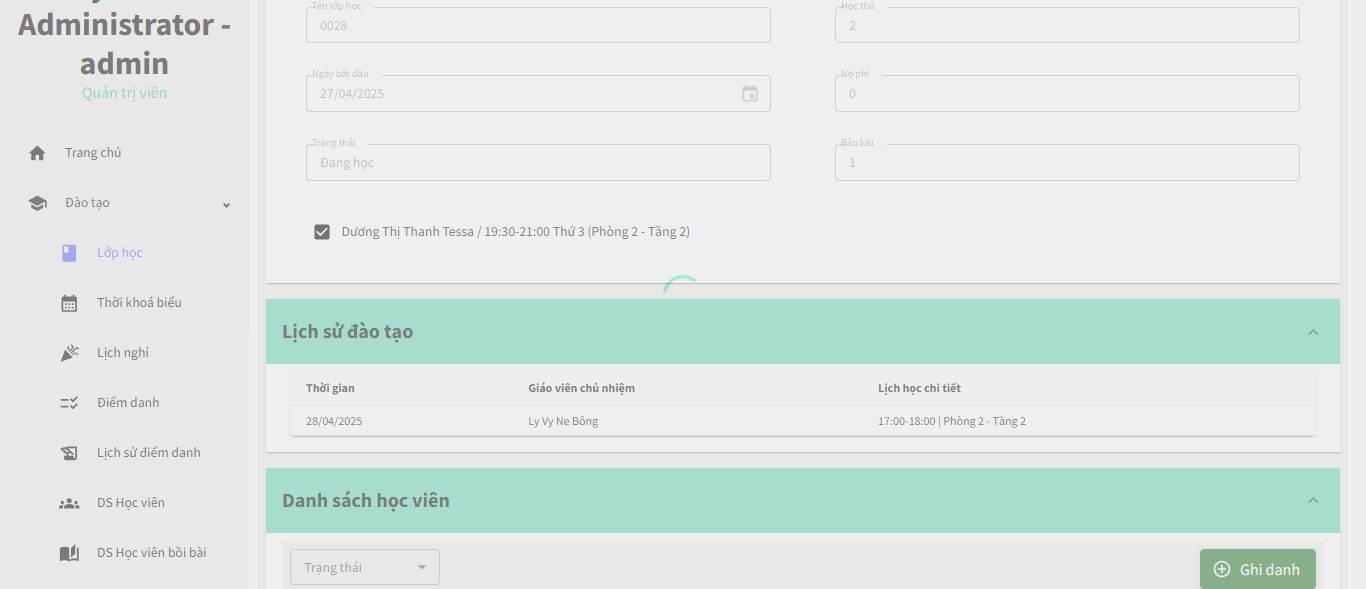 Administrator -
admin
Quản trị viên
Trang chủ
Đào tạo
Lớp học
Thời khoá biểu
Lịch nghỉ
Điểm danh
Lịch sử điểm danh
DS Học viên
DS Học viên bồi bài
Tên lớp học
0028
Học thử
2
Ngày bắt đầu
27/04/2025
Nợ phí
0
Trạng thái
Đang học
Bảo lưu
1
Dương Thị Thanh Tessa / 19:30-21:00 Thứ 3 (Phòng 2 - Tầng 2)
Lịch sử đào tạo
Thời gian Giáo viên chủ nhiệm Lịch học chi tiết
28/04/2025 Ly Vy Ne Bông 17:00-18:00 | Phòng 2 - Tầng 2
Danh sách học viên
Trạng thái
Ghi danh